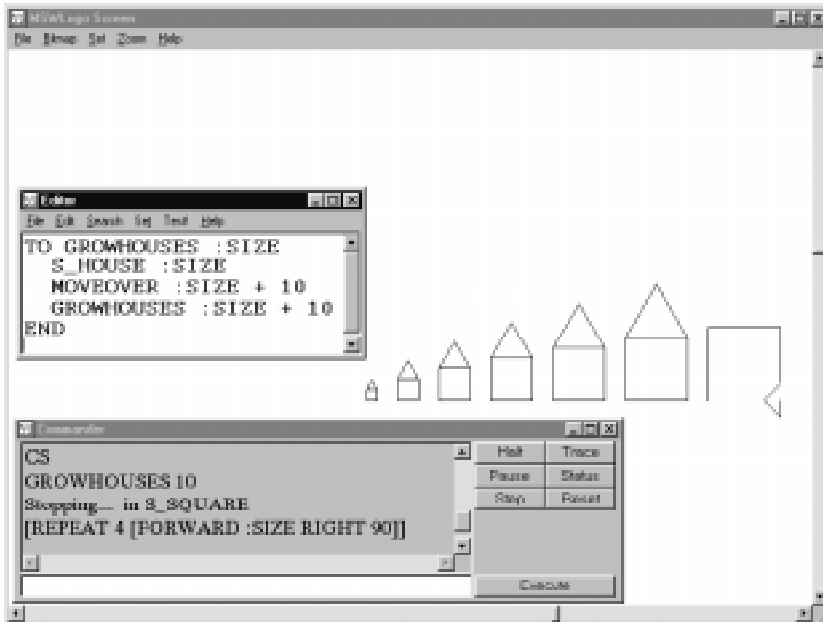 MSWLogo Screen
File Bitmap Set Zoom Help
Editor
File Edit Search Set Test Help
TO GROWHOUSES :SIZE
S_HOUSE :SIZE
MOVEOVER :SIZE + 10
GROWHOUSES :SIZE + 10
END
Commander
CS
GROWHOUSES 10
Stopping... in S_SQUARE
[REPEAT 4 [FORWARD :SIZE RIGHT 90]]
Halt Trace
Pause Status
Step Reset
Execute